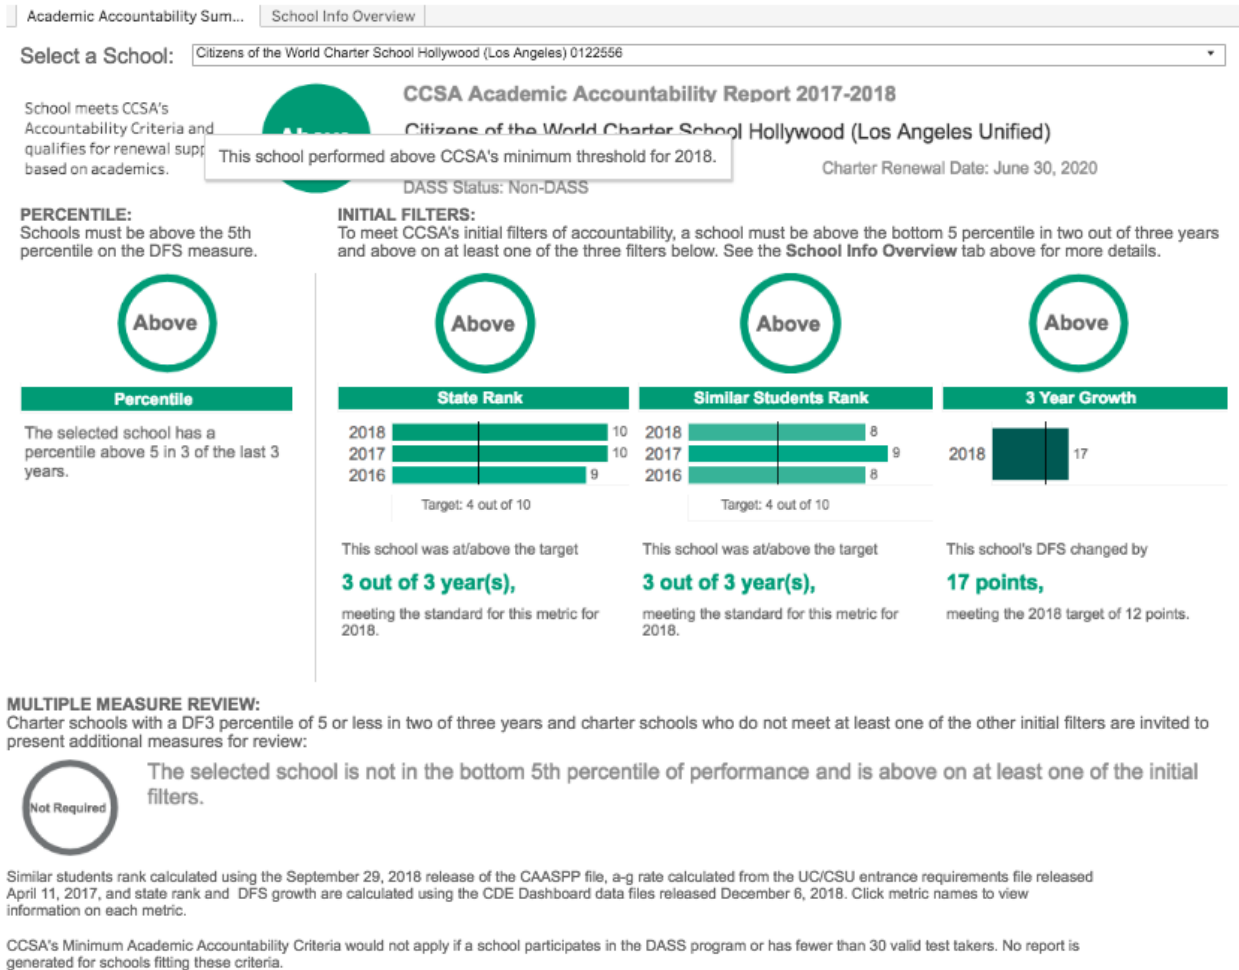 Academic Accountability Sum...
School Info Overview
Select a School:
Citizens of the World Charter School Hollywood (Los Angeles) 0122556
School meets CCSA's
Accountability Criteria and
qualifies for renewal supp
based on academics.
CCSA Academic Accountability Report 2017-2018
Citizens of the World Charter School Hollywood (Los Angeles Unified)
This school performed above CCSA's minimum threshold for 2018.
Charter Renewal Date: June 30, 2020
DASS Status: Non-DASS
PERCENTILE:
Schools must be above the 5th
percentile on the DFS measure.
INITIAL FILTERS:
To meet CCSA's initial filters of accountability, a school must be above the bottom 5 percentile in two out of three years
and above on at least one of the three filters below. See the School Info Overview tab above for more details.
Above
Above
Above
Above
Percentile
State Rank
Similar Students Rank
3 Year Growth
The selected school has a
percentile above 5 in 3 of the last 3
years.
2018 10
2017 10
2016 9
Target: 4 out of 10
This school was at/above the target
3 out of 3 year(s),
meeting the standard for this metric for
2018.
2018 8
2017 9
2016 8
Target: 4 out of 10
This school was at/above the target
3 out of 3 year(s),
meeting the standard for this metric for
2018.
2018 17
This school's DFS changed by
17 points,
meeting the 2018 target of 12 points.
MULTIPLE MEASURE REVIEW:
Charter schools with a DF3 percentile of 5 or less in two of three years and charter schools who do not meet at least one of the other initial filters are invited to
present additional measures for review:
Not Required
The selected school is not in the bottom 5th percentile of performance and is above on at least one of the initial
filters.
Similar students rank calculated using the September 29, 2018 release of the CAASPP file, a-g rate calculated from the UC/CSU entrance requirements file released
April 11, 2017, and state rank and DFS growth are calculated using the CDE Dashboard data files released December 6, 2018. Click metric names to view
information on each metric.
CCSA's Minimum Academic Accountability Criteria would not apply if a school participates in the DASS program or has fewer than 30 valid test takers. No report is
generated for schools fitting these criteria.